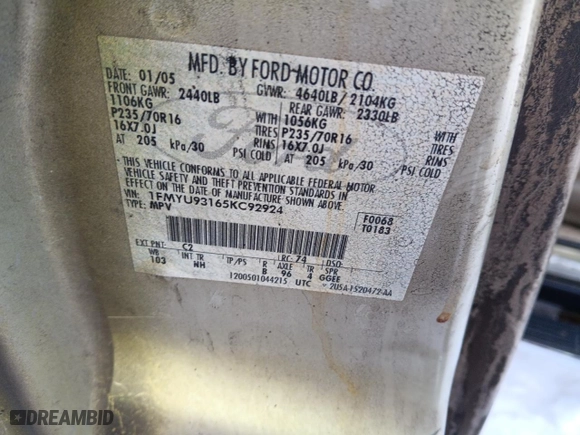 MFD. BY FORD MOTOR CO.
DATE: 01/05 GVWR: 4640LB/2104KG
FRONT GAWR: 2440LB REAR GAWR: 2330LB
1106KG WITH 1056KG WITH
P235/70R16 TIRES P235/70R16 TIRES
16X7.0J RIMS 16X7.0J RIMS
AT 205 kPa/30 PSI COLD AT 205 kPa/30 PSI COLD
THIS VEHICLE CONFORMS TO ALL APPLICABLE FEDERAL MOTOR
VEHICLE SAFETY AND THEFT PREVENTION STANDARDS IN
EFFECT ON THE DATE OF MANUFACTURE SHOWN ABOVE.
VIN: 1FMYU93165KC92924
TYPE: MPV
F0068
T0183
EXT PNT: C2 RC: 74 DSO:
WB INT TR TP/PS R AXLE TR SPR
103 NH B 96 4 GGEE
1200501044215 UTC
Ford
DREAMBID